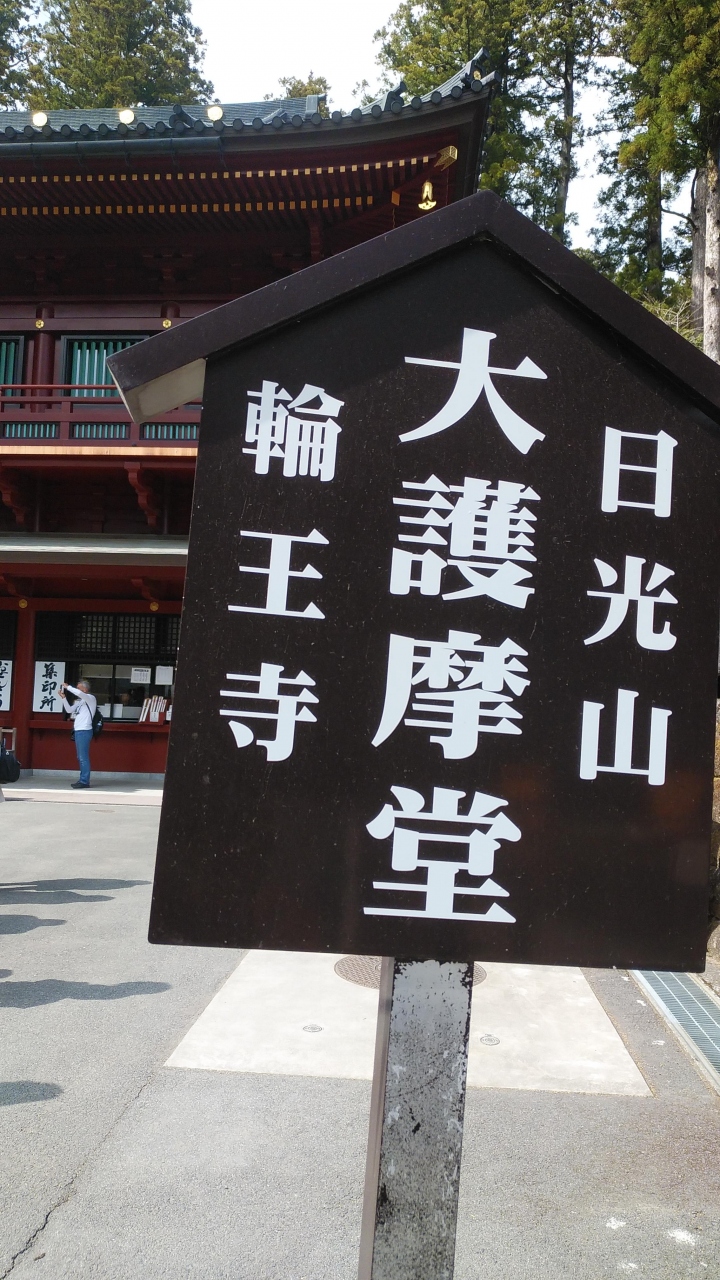 日光山
大護摩堂
輪王寺
集印所